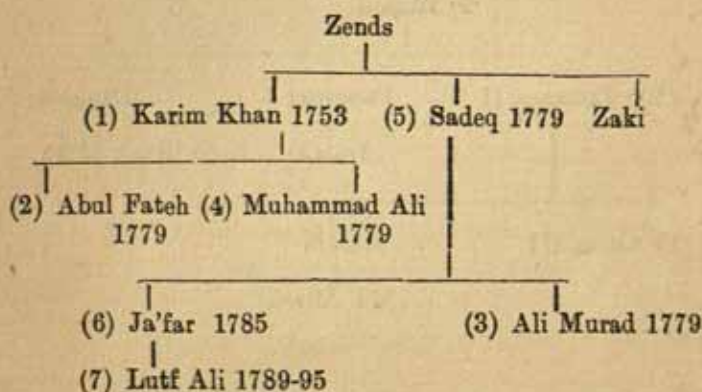 Zends
(1) Karim Khan 1753 (5) Sadeq 1779 Zaki
(2) Abul Fateh (4) Muhammad Ali
1779 1779
(6) Ja'far 1785 (3) Ali Murad 1779
(7) Lutf Ali 1789-95